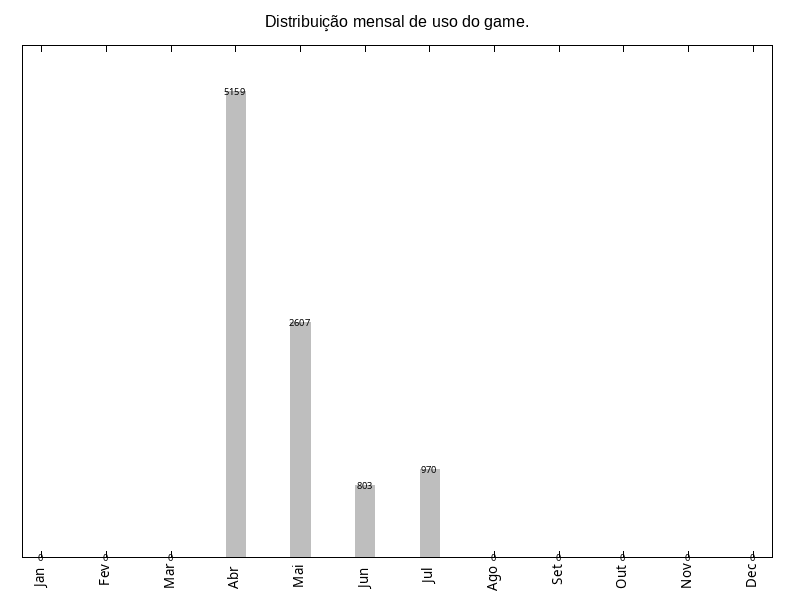 Distribuição mensal de uso do game.
5159
2607
970
803
0 0 0 0 0 0 0 0
Jan Fev Mar Abr Mai Jun Jul Ago Set Out Nov Dec